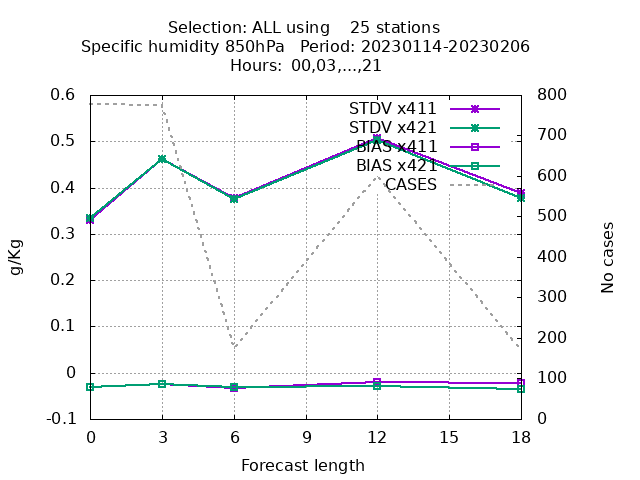 Selection: ALL using 25 stations
Specific humidity 850hPa Period: 20230114-20230206
Hours: 00,03,...,21
0.6
0.5
0.4
0.3
0.2
0.1
0
-0.1
g/Kg
STDV x411
STDV x421
BIAS x411
BIAS x421
CASES
800
700
600
500
400
300
200
100
0
No cases
0 3 6 9 12 15 18
Forecast length